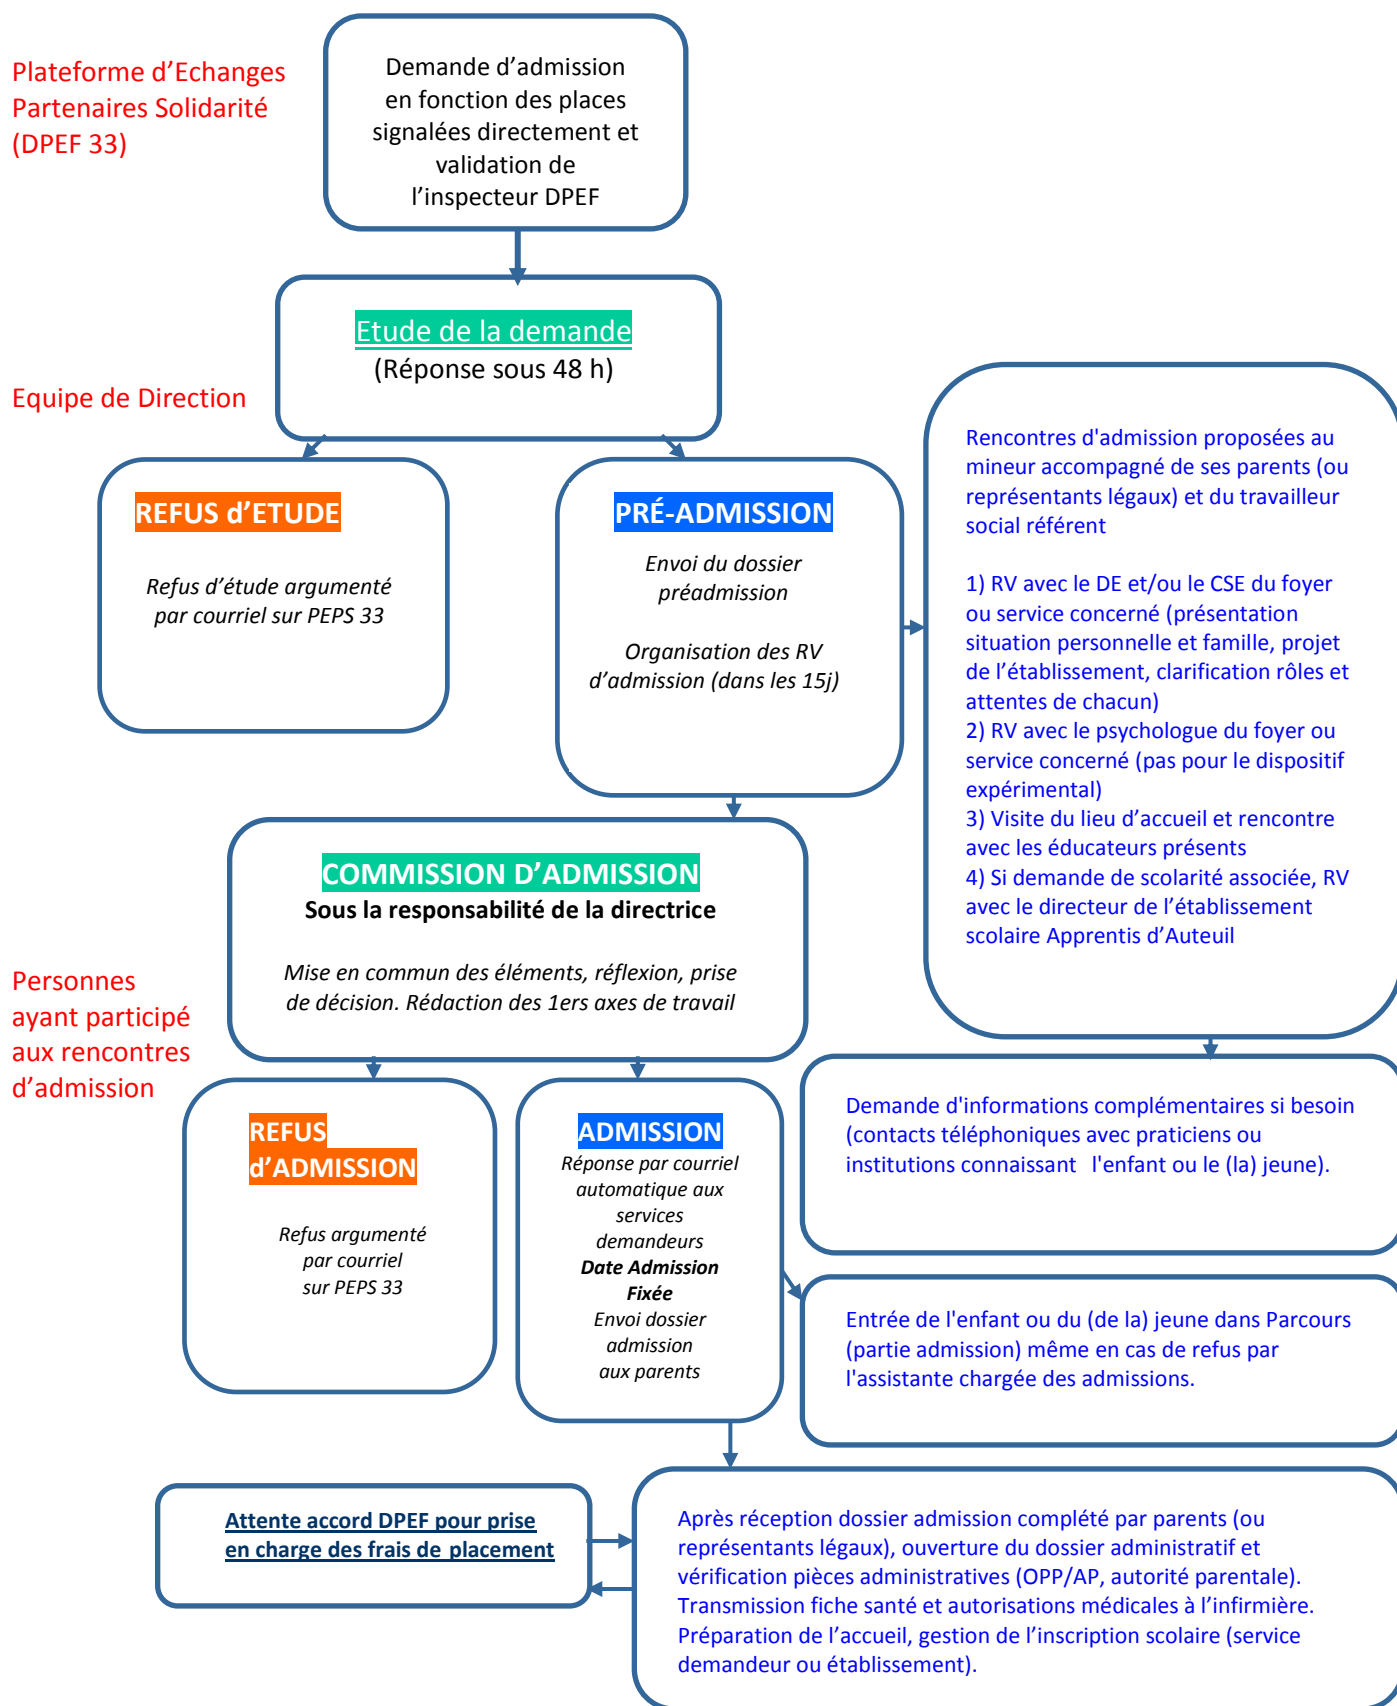 Plateforme d'Echanges
Partenaires Solidarité
(DPEF 33)
Demande d'admission
en fonction des places
signalées directement et
validation de
l'inspecteur DPEF
Etude de la demande
(Réponse sous 48 h)
Equipe de Direction
REFUS d'ETUDE
Refus d'étude argumenté
par courriel sur PEPS 33
PRÉ-ADMISSION
Envoi du dossier
préadmission
Organisation des RV
d'admission (dans les 15j)
Rencontres d'admission proposées au
mineur accompagné de ses parents (ou
représentants légaux) et du travailleur
social référent
1) RV avec le DE et/ou le CSE du foyer
ou service concerné (présentation
situation personnelle et famille, projet
de l'établissement, clarification rôles et
attentes de chacun)
2) RV avec le psychologue du foyer ou
service concerné (pas pour le dispositif
expérimental)
3) Visite du lieu d'accueil et rencontre
avec les éducateurs présents
4) Si demande de scolarité associée, RV
avec le directeur de l'établissement
scolaire Apprentis d'Auteuil
COMMISSION D'ADMISSION
Sous la responsabilité de la directrice
Mise en commun des éléments, réflexion, prise
de décision. Rédaction des 1ers axes de travail
Personnes
ayant participé
aux rencontres
d'admission
REFUS
d'ADMISSION
Refus argumenté
par courriel
sur PEPS 33
ADMISSION
Réponse par courriel
automatique aux
services
demandeurs
Date Admission
Fixée
Envoi dossier
admission
aux parents
Demande d'informations complémentaires si besoin
(contacts téléphoniques avec praticiens ou
institutions connaissant l'enfant ou le (la) jeune).
Entrée de l'enfant ou du (de la) jeune dans Parcours
(partie admission) même en cas de refus par
l'assistante chargée des admissions.
Attente accord DPEF pour prise
en charge des frais de placement
Après réception dossier admission complété par parents (ou
représentants légaux), ouverture du dossier administratif et
vérification pièces administratives (OPP/AP, autorité parentale).
Transmission fiche santé et autorisations médicales à l'infirmière.
Préparation de l'accueil, gestion de l'inscription scolaire (service
demandeur ou établissement).